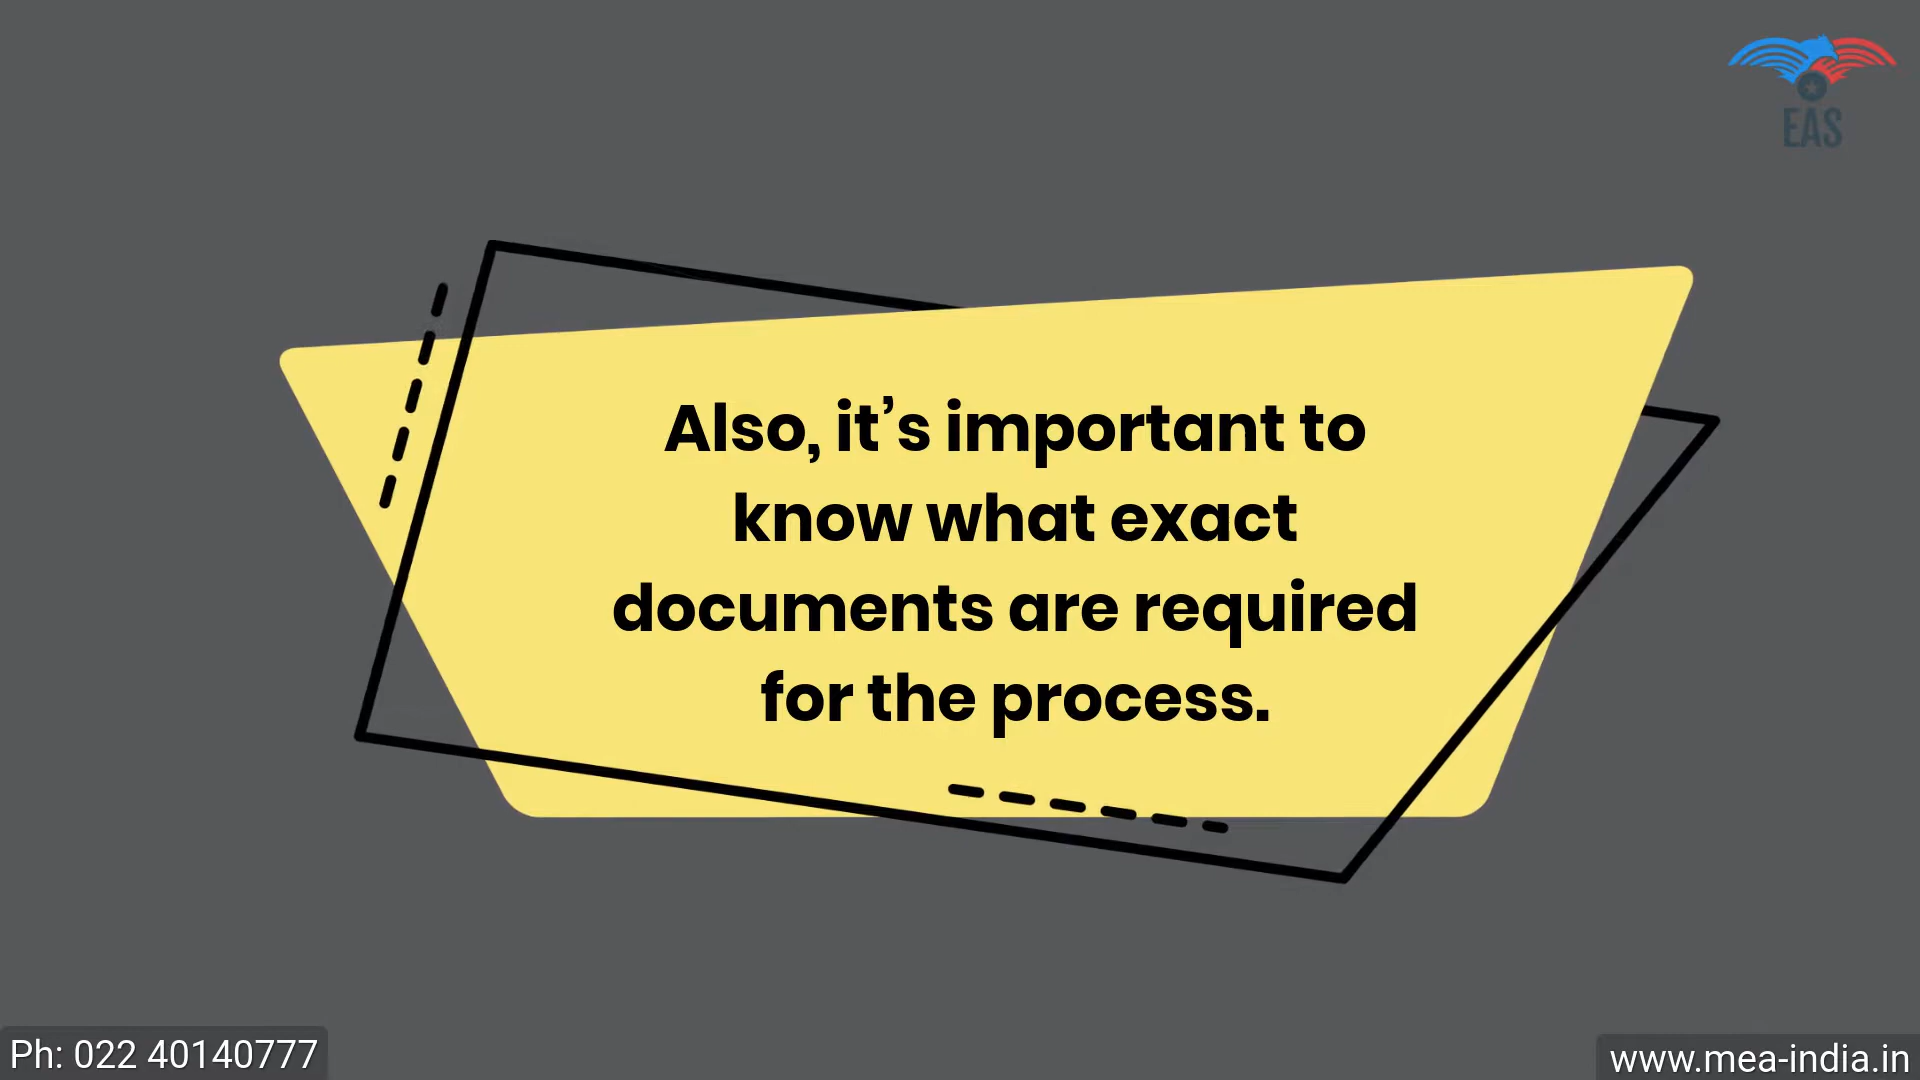 EAS
Also, it’s important to
know what exact
documents are required
for the process.
Ph: 022 40140777
www.mea-india.in